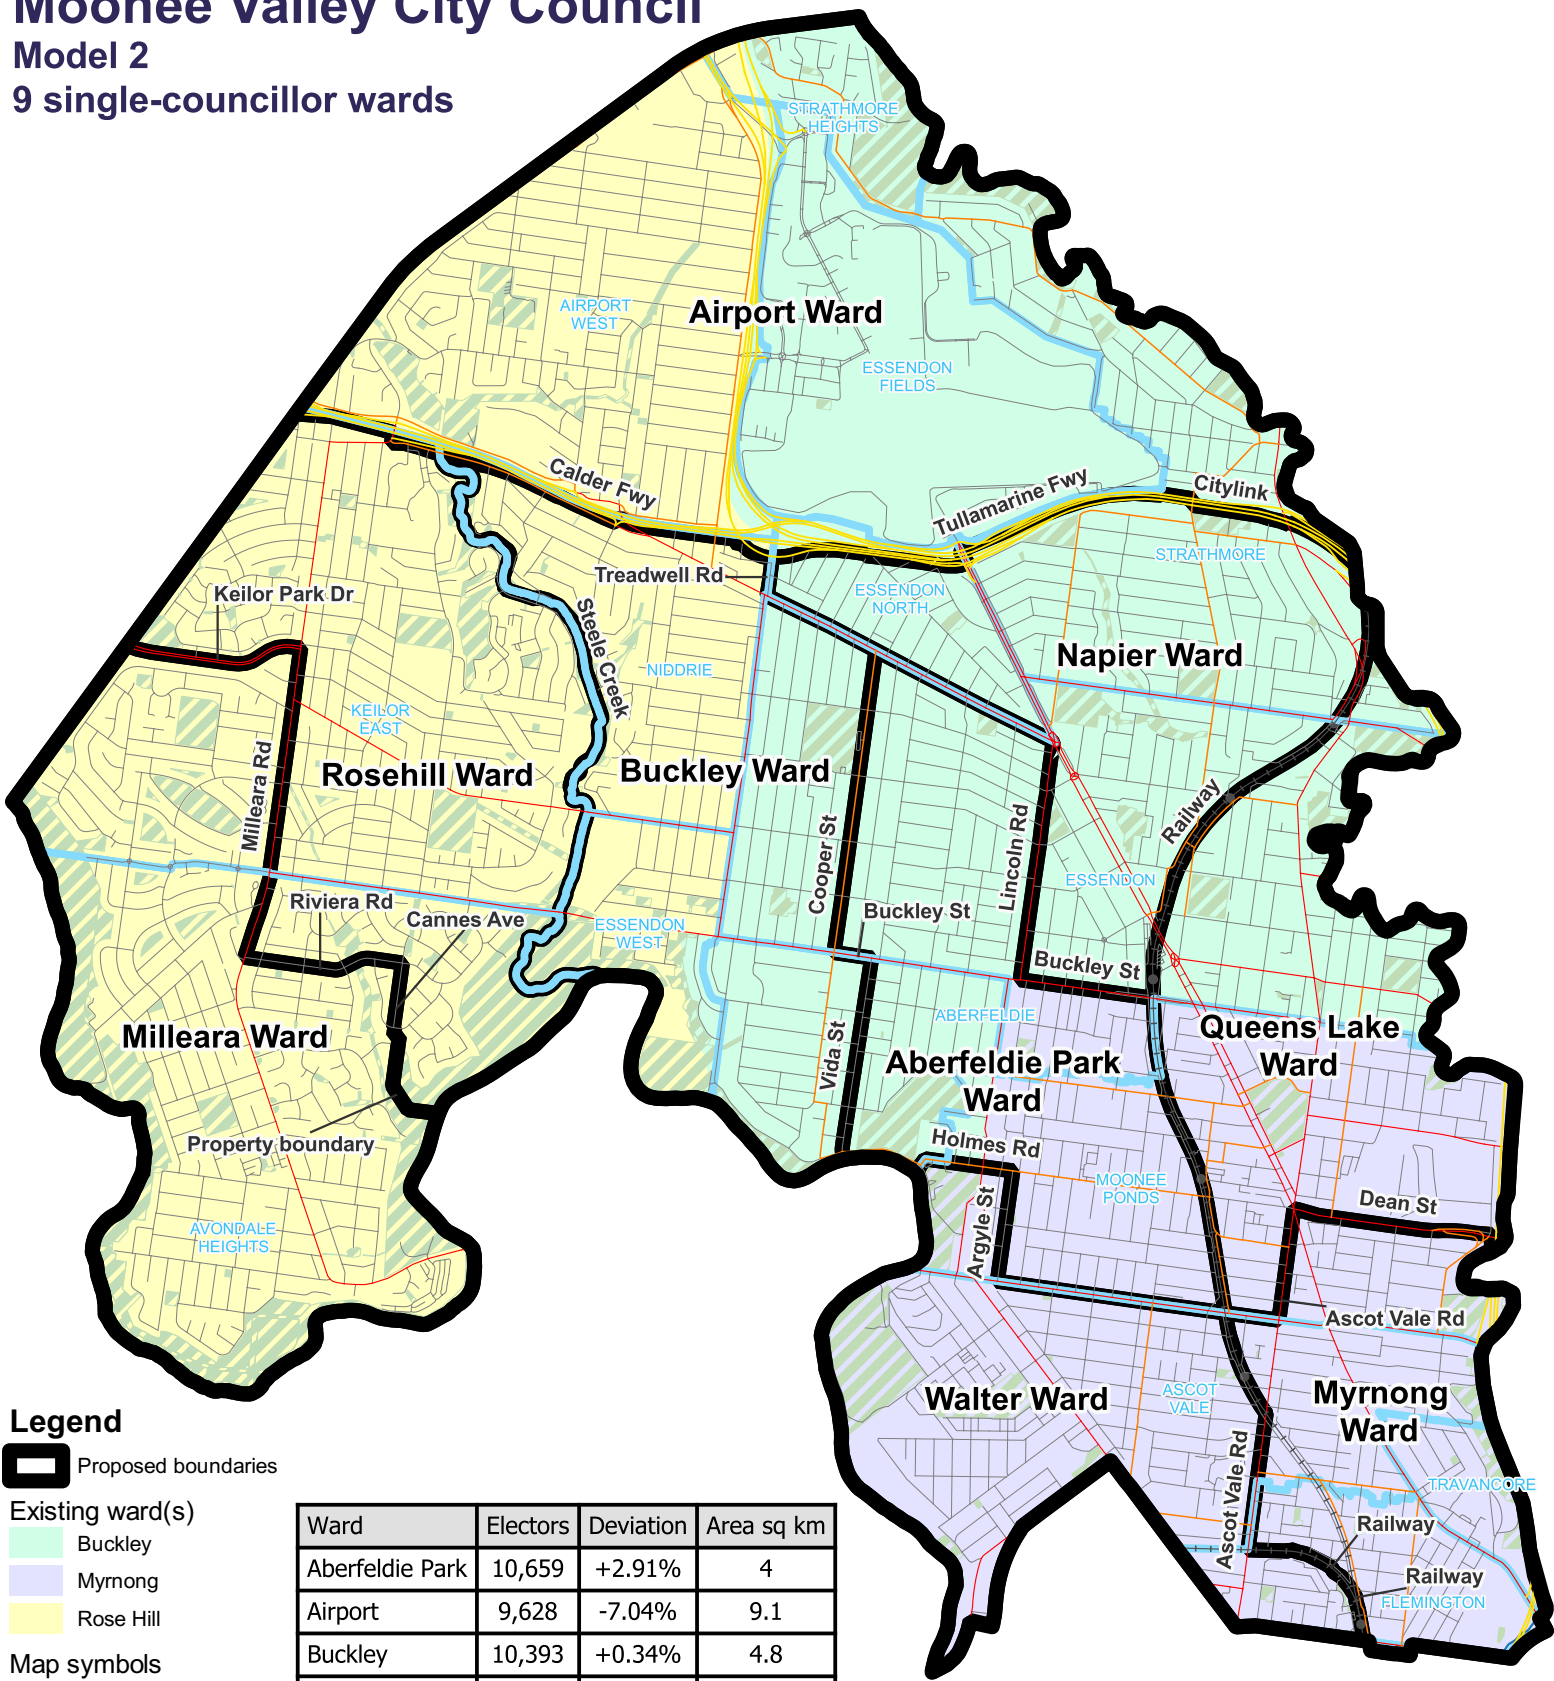 Moonee Valley City Council
Model 2
9 single-councillor wards
STRATHMORE
HEIGHTS
AIRPORT
WEST
Airport Ward
ESSENDON
FIELDS
Calder Fwy
Tullamarine Fwy
Citylink
STRATHMORE
Treadwell Rd
ESSENDON
NORTH
Keilor Park Dr
Steele Creek
NIDDRIE
Napier Ward
KEILOR
EAST
Rosehill Ward
Buckley Ward
Milleara Rd
Cooper St
Lincoln Rd
Railway
ESSENDON
Riviera Rd
Cannes Ave
ESSENDON
WEST
Buckley St
Buckley St
Milleara Ward
ABERFELDIE
Queens Lake
Ward
Vida St
Aberfeldie Park
Ward
Property boundary
Holmes Rd
MOONEE
PONDS
Argyle St
Dean St
AVONDALE
HEIGHTS
Ascot Vale Rd
Walter Ward
ASCOT
VALE
Myrnong
Ward
Ascot Vale Rd
TRAVANCORE
Railway
Railway
FLEMINGTON
Legend
Proposed boundaries
Existing ward(s)
Buckley
Myrnong
Rose Hill
Map symbols
Ward Electors Deviation Area sq km
Aberfeldie Park 10,659 +2.91% 4
Airport 9,628 -7.04% 9.1
Buckley 10,393 +0.34% 4.8